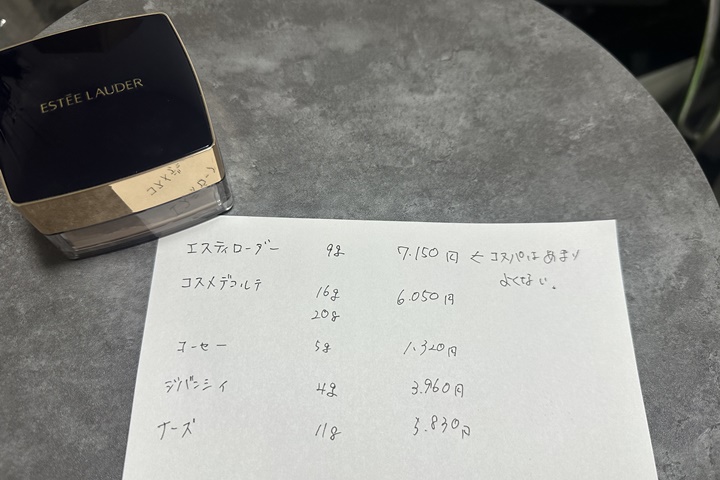 ESTĒE LAUDER
エスティローダー 9g 7.150円 ← コスパはあまり
よくない。
コスメデコルテ 16g 6.050円
20g
コーセー 5g 1.320円
ジバンシィ 4g 3.960円
ナーズ 11g 5.830円